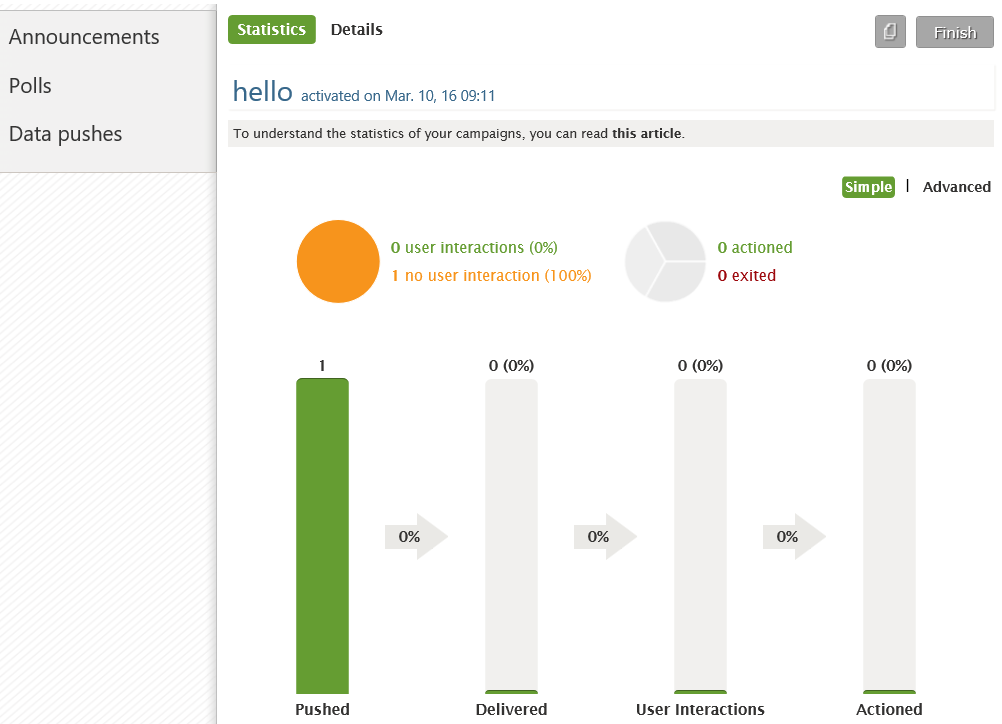 Announcements
Polls
Data pushes
Statistics Details
Finish
hello activated on Mar. 10, 16 09:11
To understand the statistics of your campaigns, you can read this article.
Simple | Advanced
0 user interactions (0%)
1 no user interaction (100%)
0 actioned
0 exited
1 0 (0%) 0 (0%) 0 (0%)
0% 0% 0%
Pushed Delivered User Interactions Actioned